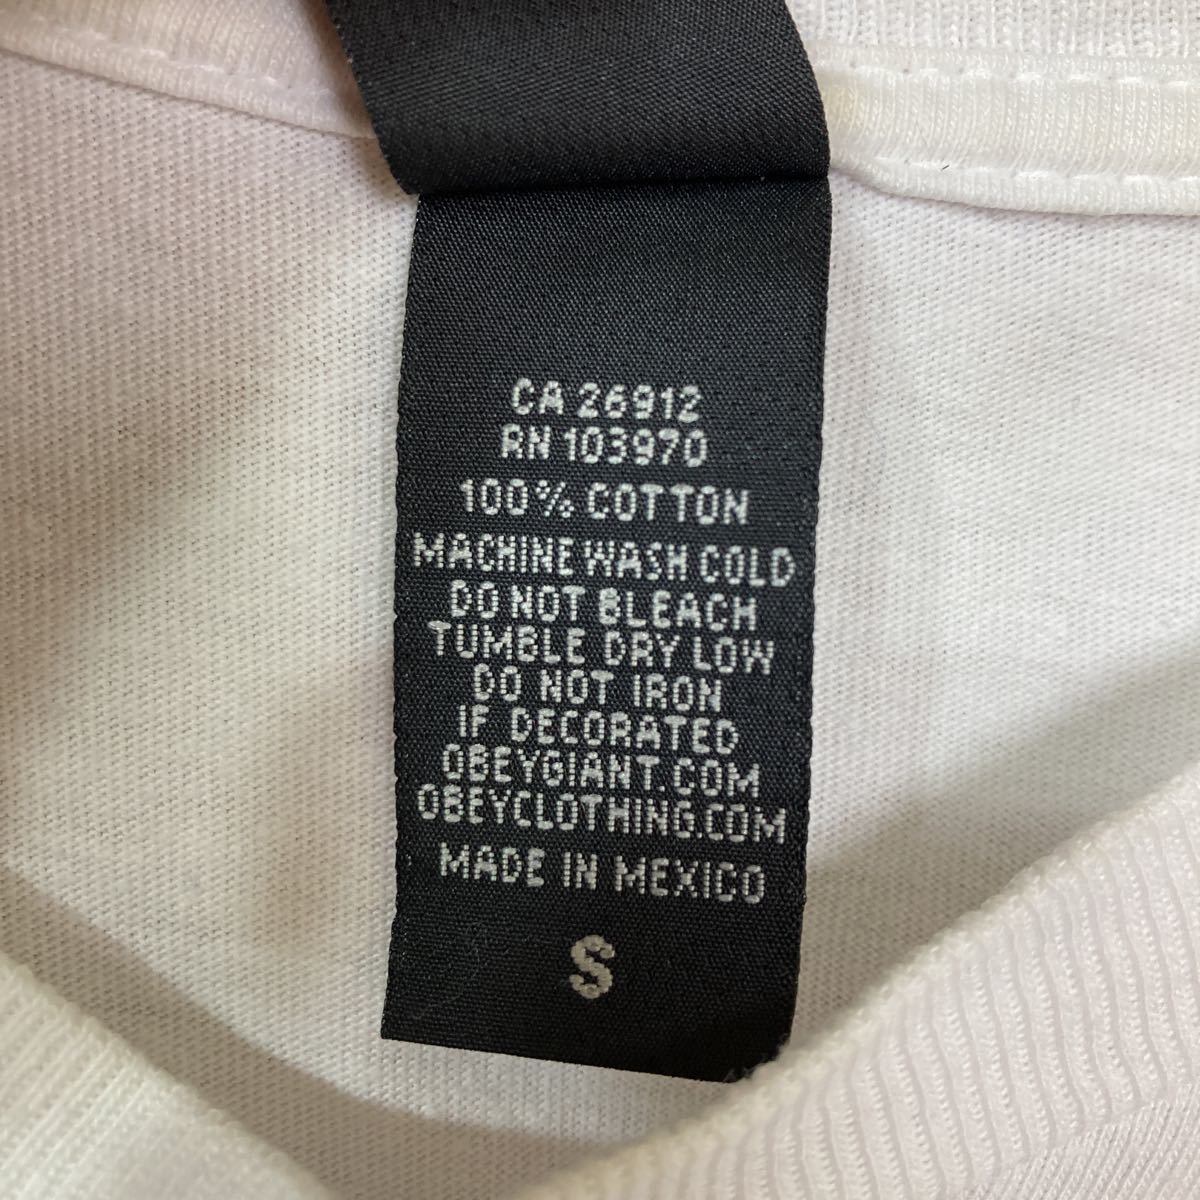 CA 26912
RN 103970
100% COTTON
MACHINE WASH COLD
DO NOT BLEACH
TUMBLE DRY LOW
DO NOT IRON
IF DECORATED
OBEYGIANT.COM
OBEYCLOTHING.COM
MADE IN MEXICO
S